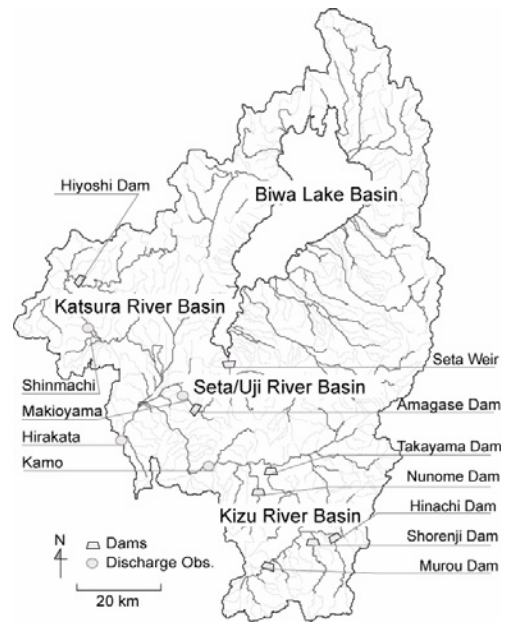 Hiyoshi Dam
Biwa Lake Basin
Katsura River Basin
Seta Weir
Shinmachi
Seta/Uji River Basin
Makioyama
Amagase Dam
Hirakata
Takayama Dam
Kamo
Nunome Dam
Hinachi Dam
Kizu River Basin
Shorenji Dam
Murou Dam
N
Dams
Discharge Obs.
20 km